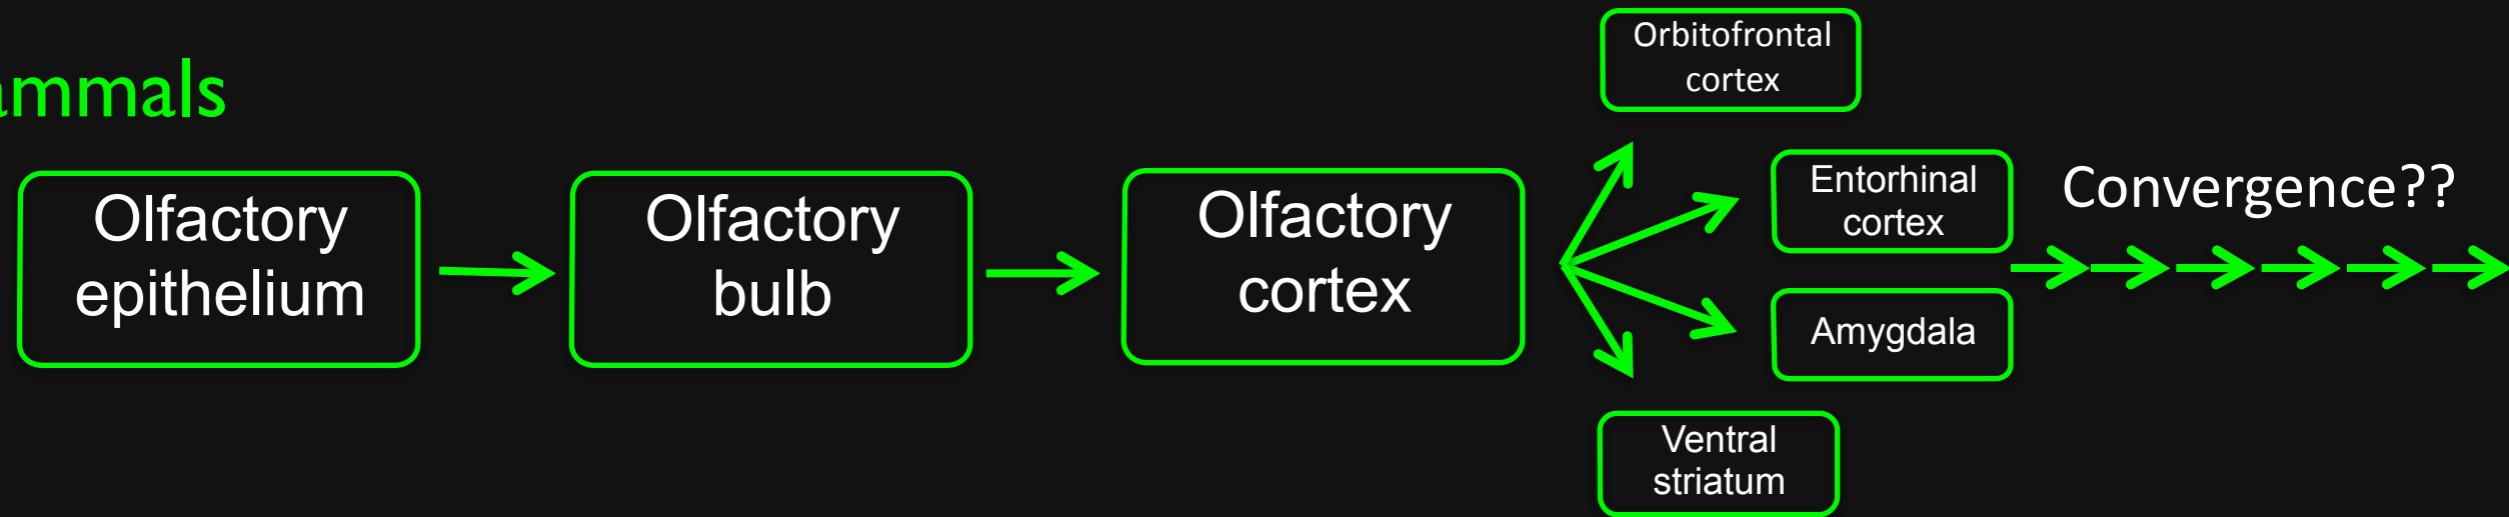 ammals
Olfactory
epithelium
Olfactory
bulb
Olfactory
cortex
Orbitofrontal
cortex
Entorhinal
cortex
Amygdala
Ventral
striatum
Convergence??